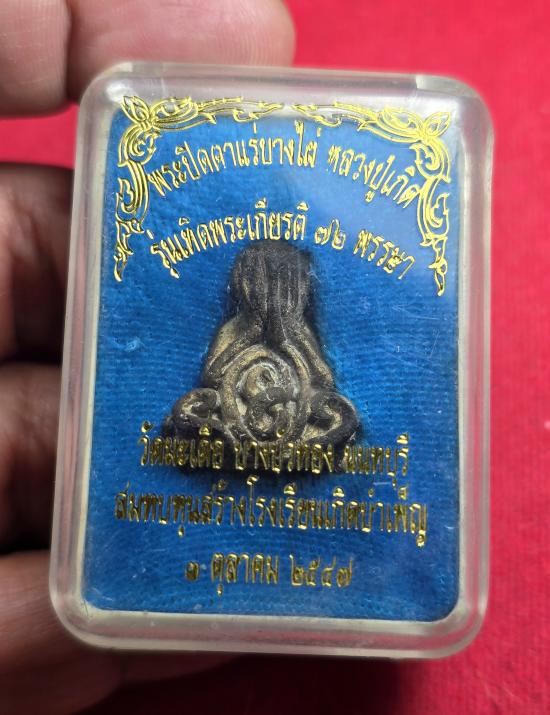 พระปิดตาแร่บางไผ่ หลวงปู่เกิด
รุ่นเทิดพระเกียรติ ๗๒ พรรษา
วัดมะเดื่อ บางบัวทอง นนทบุรี
สมทบทุนสร้างโรงเรียนเกิดบำเพ็ญ
๑ ตุลาคม ๒๕๔๗